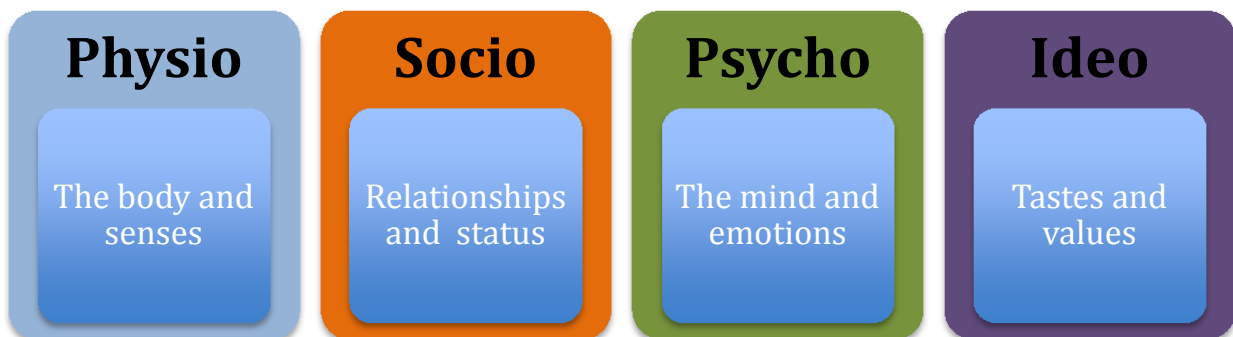 Physio
The body and
senses
Socio
Relationships
and status
Psycho
The mind and
emotions
Ideo
Tastes and
values